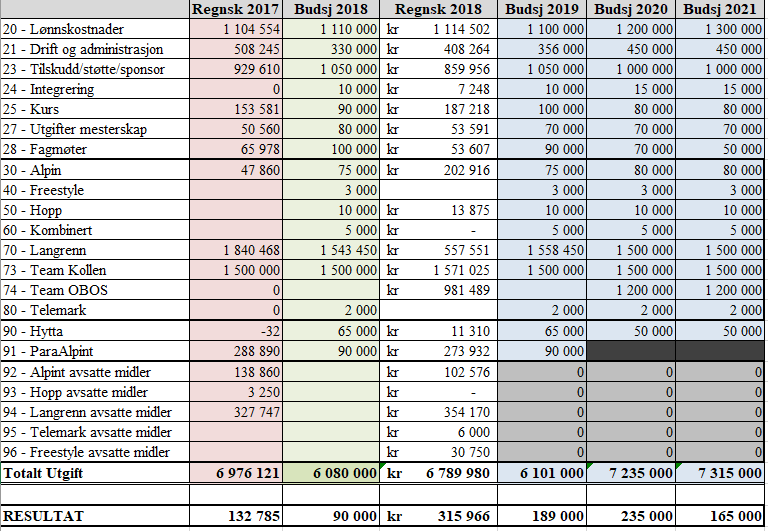 Regnsk 2017 Budsj 2018 Regnsk 2018 Budsj 2019 Budsj 2020 Budsj 2021
20 - Lønnskostnader 1 104 554 1 110 000 kr 1 114 502 1 100 000 1 200 000 1 300 000
21 - Drift og administrasjon 508 245 330 000 kr 408 264 356 000 450 000 450 000
23 - Tilskudd/støtte/sponsor 929 610 1 050 000 kr 859 956 1 050 000 1 000 000 1 000 000
24 - Integrering 0 10 000 kr 7 248 10 000 15 000 15 000
25 - Kurs 153 581 90 000 kr 187 218 100 000 80 000 80 000
27 - Utgifter mesterskap 50 560 80 000 kr 53 591 70 000 70 000 70 000
28 - Fagmøter 65 978 100 000 kr 53 607 90 000 70 000 50 000
30 - Alpin 47 860 75 000 kr 202 916 75 000 80 000 80 000
40 - Freestyle 3 000 3 000 3 000 3 000
50 - Hopp 10 000 kr 13 875 10 000 10 000 10 000
60 - Kombinert 5 000 kr - 5 000 5 000 5 000
70 - Langrenn 1 840 468 1 543 450 kr 557 551 1 558 450 1 500 000 1 500 000
73 - Team Kollen 1 500 000 1 500 000 kr 1 571 025 1 500 000 1 500 000 1 500 000
74 - Team OBOS 0 kr 981 489 1 200 000 1 200 000
80 - Telemark 0 2 000 2 000 2 000 2 000
90 - Hytta -32 65 000 kr 11 310 65 000 50 000 50 000
91 - ParaAlpint 288 890 90 000 kr 273 932 90 000
92 - Alpint avsatte midler 138 860 kr 102 576 0 0 0
93 - Hopp avsatte midler 3 250 kr - 0 0 0
94 - Langrenn avsatte midler 327 747 kr 354 170 0 0 0
95 - Telemark avsatte midler kr 6 000 0 0 0
96 - Freestyle avsatte midler kr 30 750 0 0 0
Totalt Utgift 6 976 121 6 080 000 kr 6 789 980 6 101 000 7 235 000 7 315 000
RESULTAT 132 785 90 000 kr 315 966 189 000 235 000 165 000